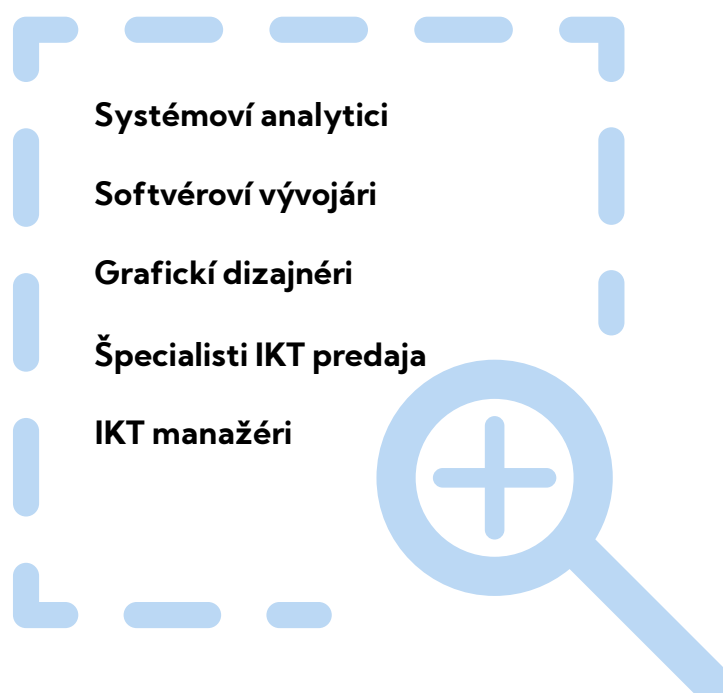 Systémoví analytici
Softvéroví vývojári
Grafickí dizajnéri
Špecialisti IKT predaja
IKT manažéri